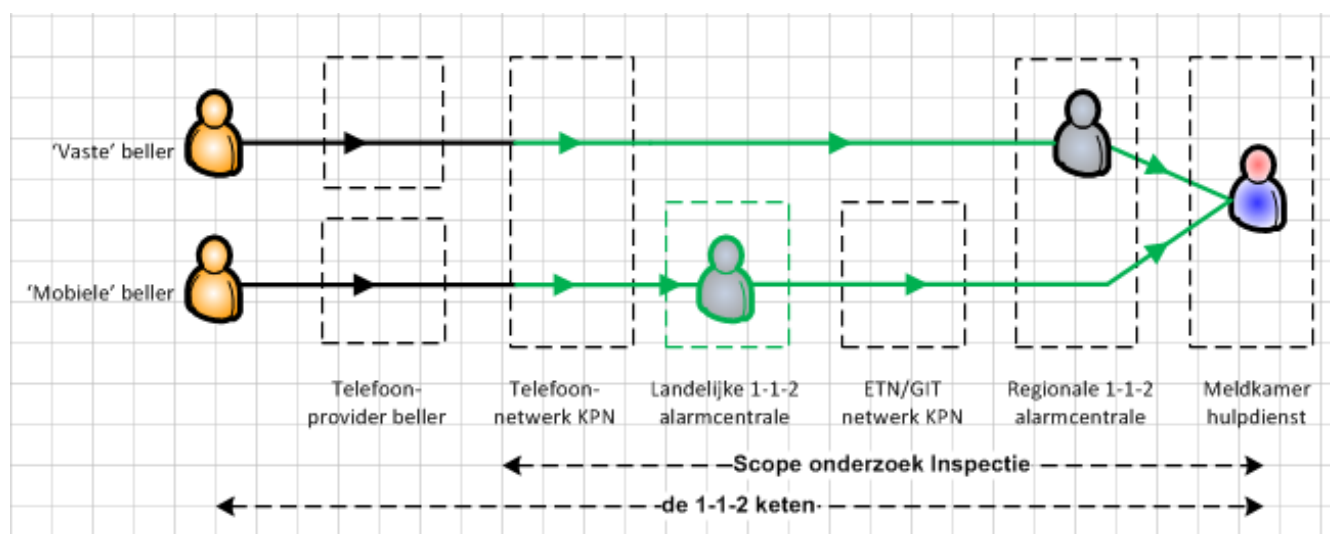 ‘Vaste’ beller
‘Mobiele’ beller
Telefoon-
provider beller
Telefoon-
netwerk KPN
Landelijke 1-1-2
alarmcentrale
ETN/GIT
netwerk KPN
Regionale 1-1-2
alarmcentrale
Meldkamer
hulpdienst
Scope onderzoek Inspectie
de 1-1-2 keten